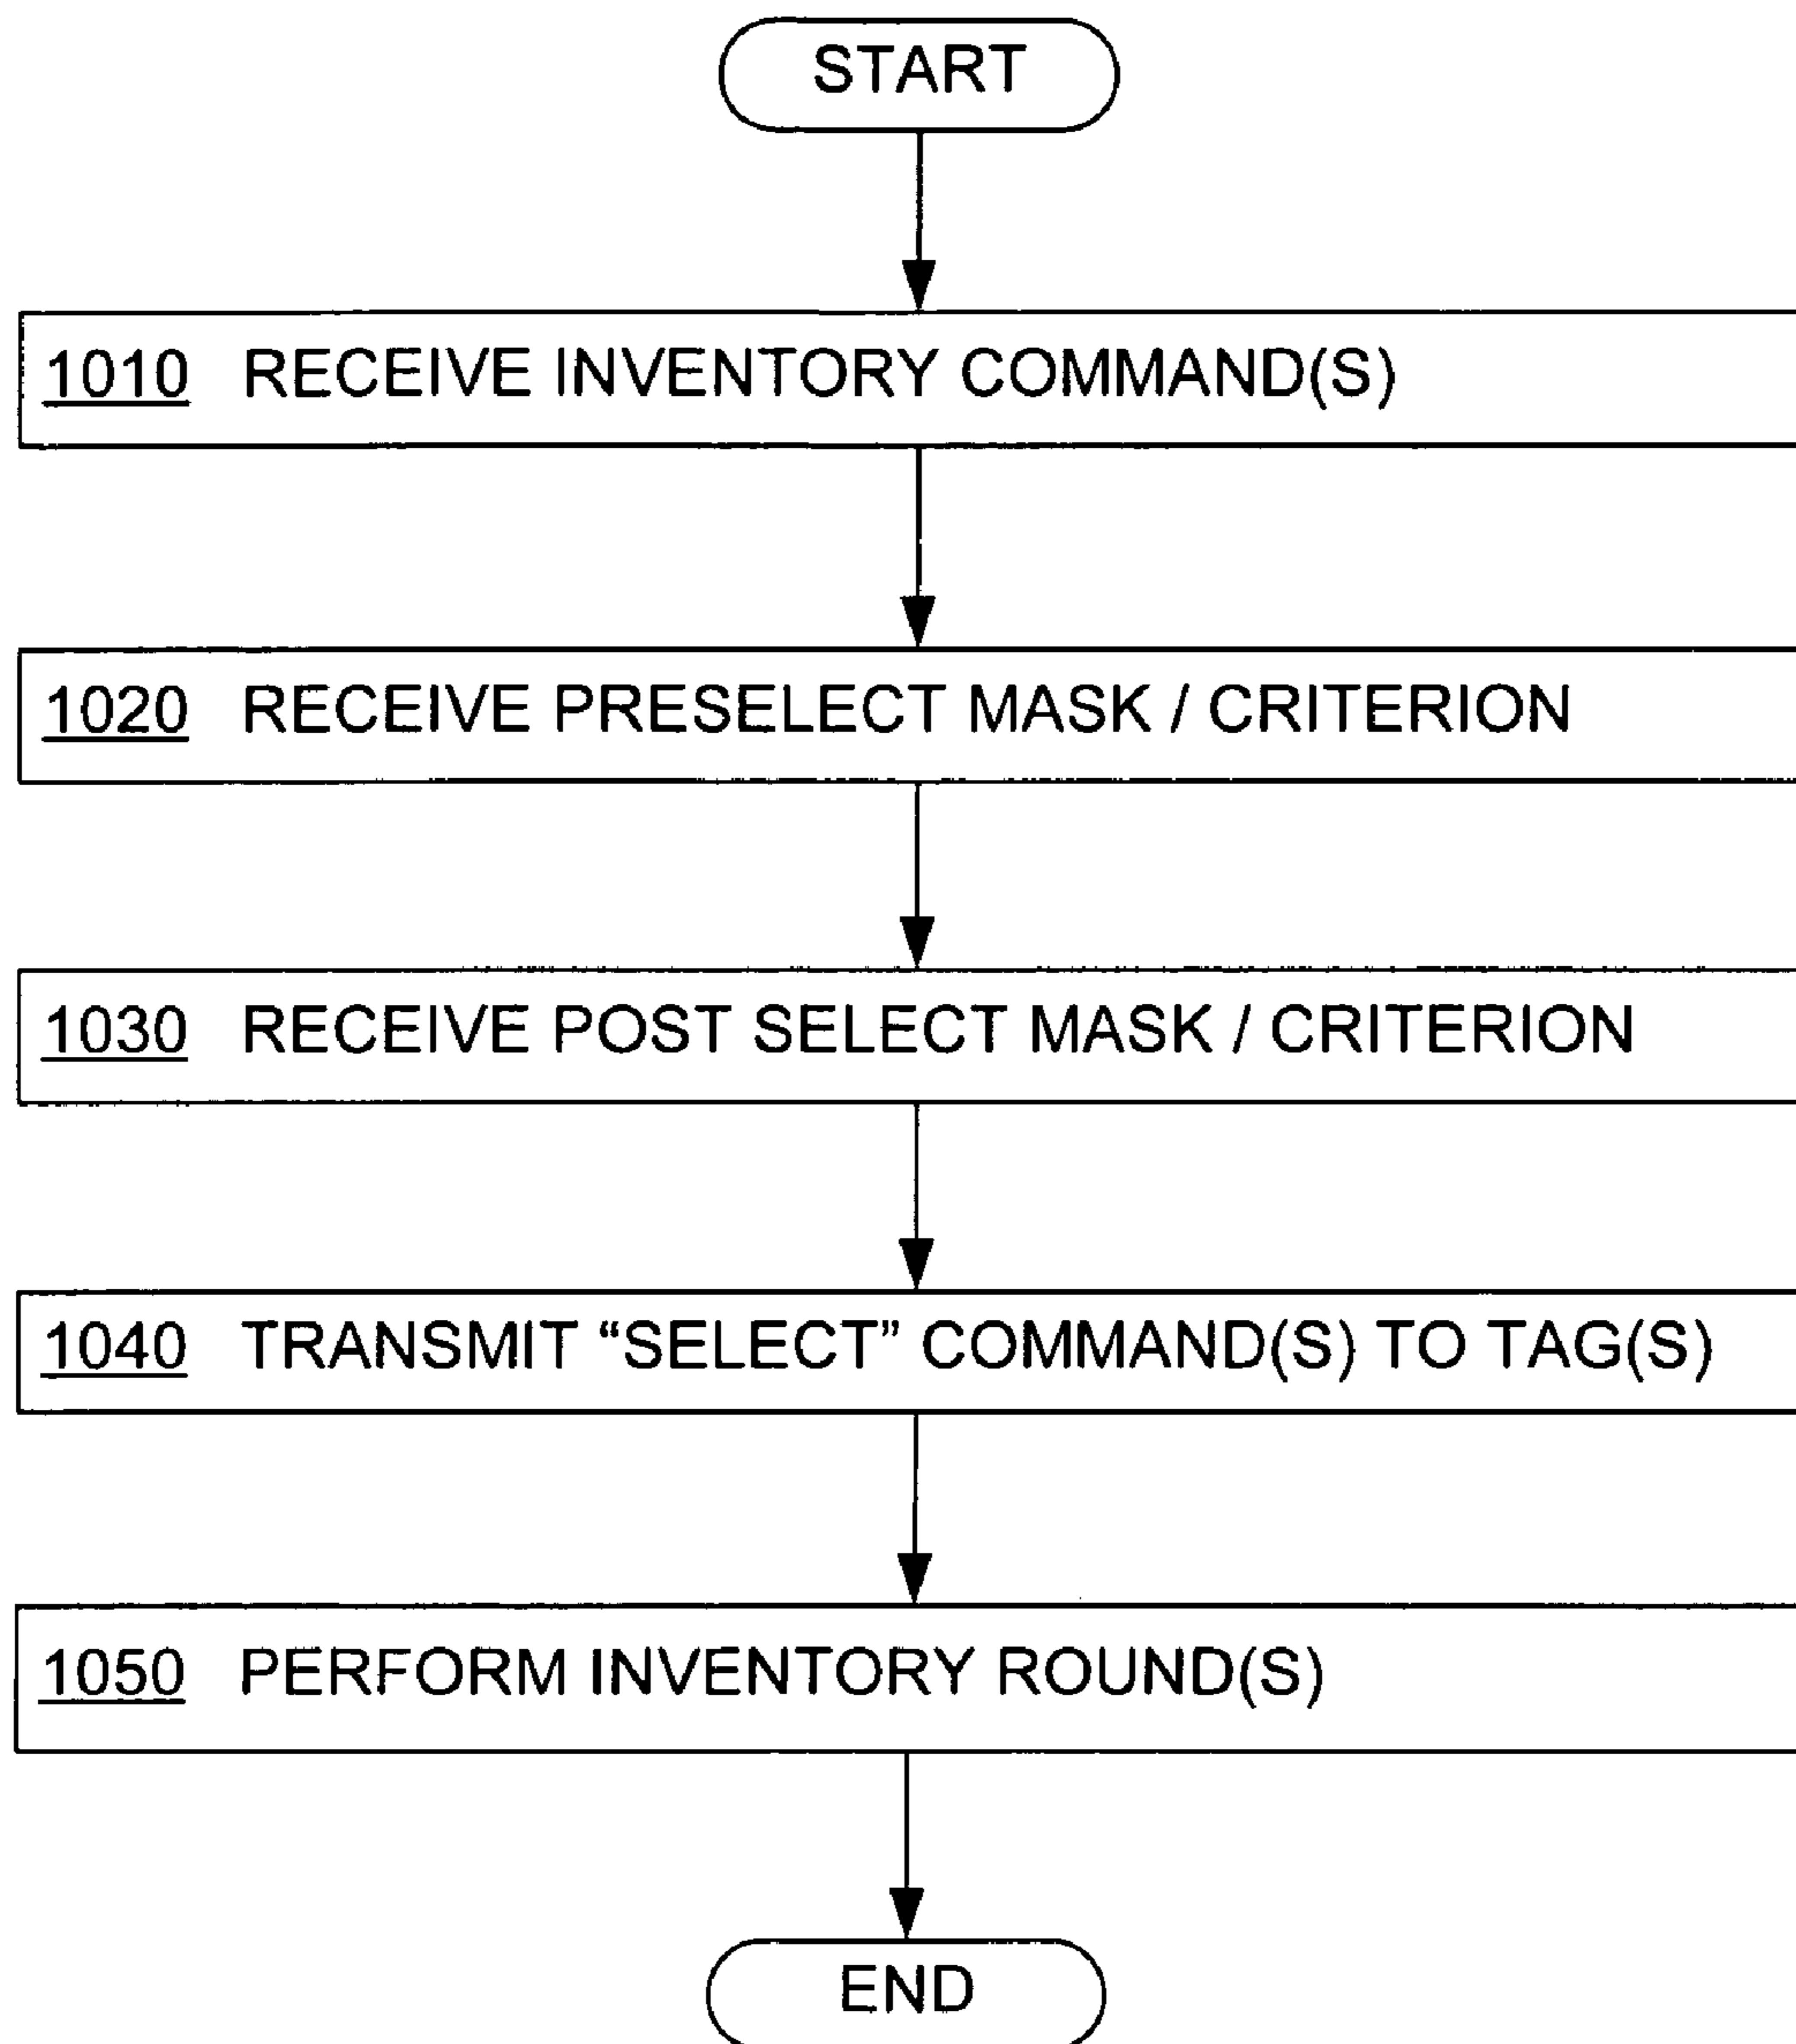 START
1010 RECEIVE INVENTORY COMMAND(S)
1020 RECEIVE PRESELECT MASK / CRITERION
1030 RECEIVE POST SELECT MASK / CRITERION
1040 TRANSMIT “SELECT” COMMAND(S) TO TAG(S)
1050 PERFORM INVENTORY ROUND(S)
END